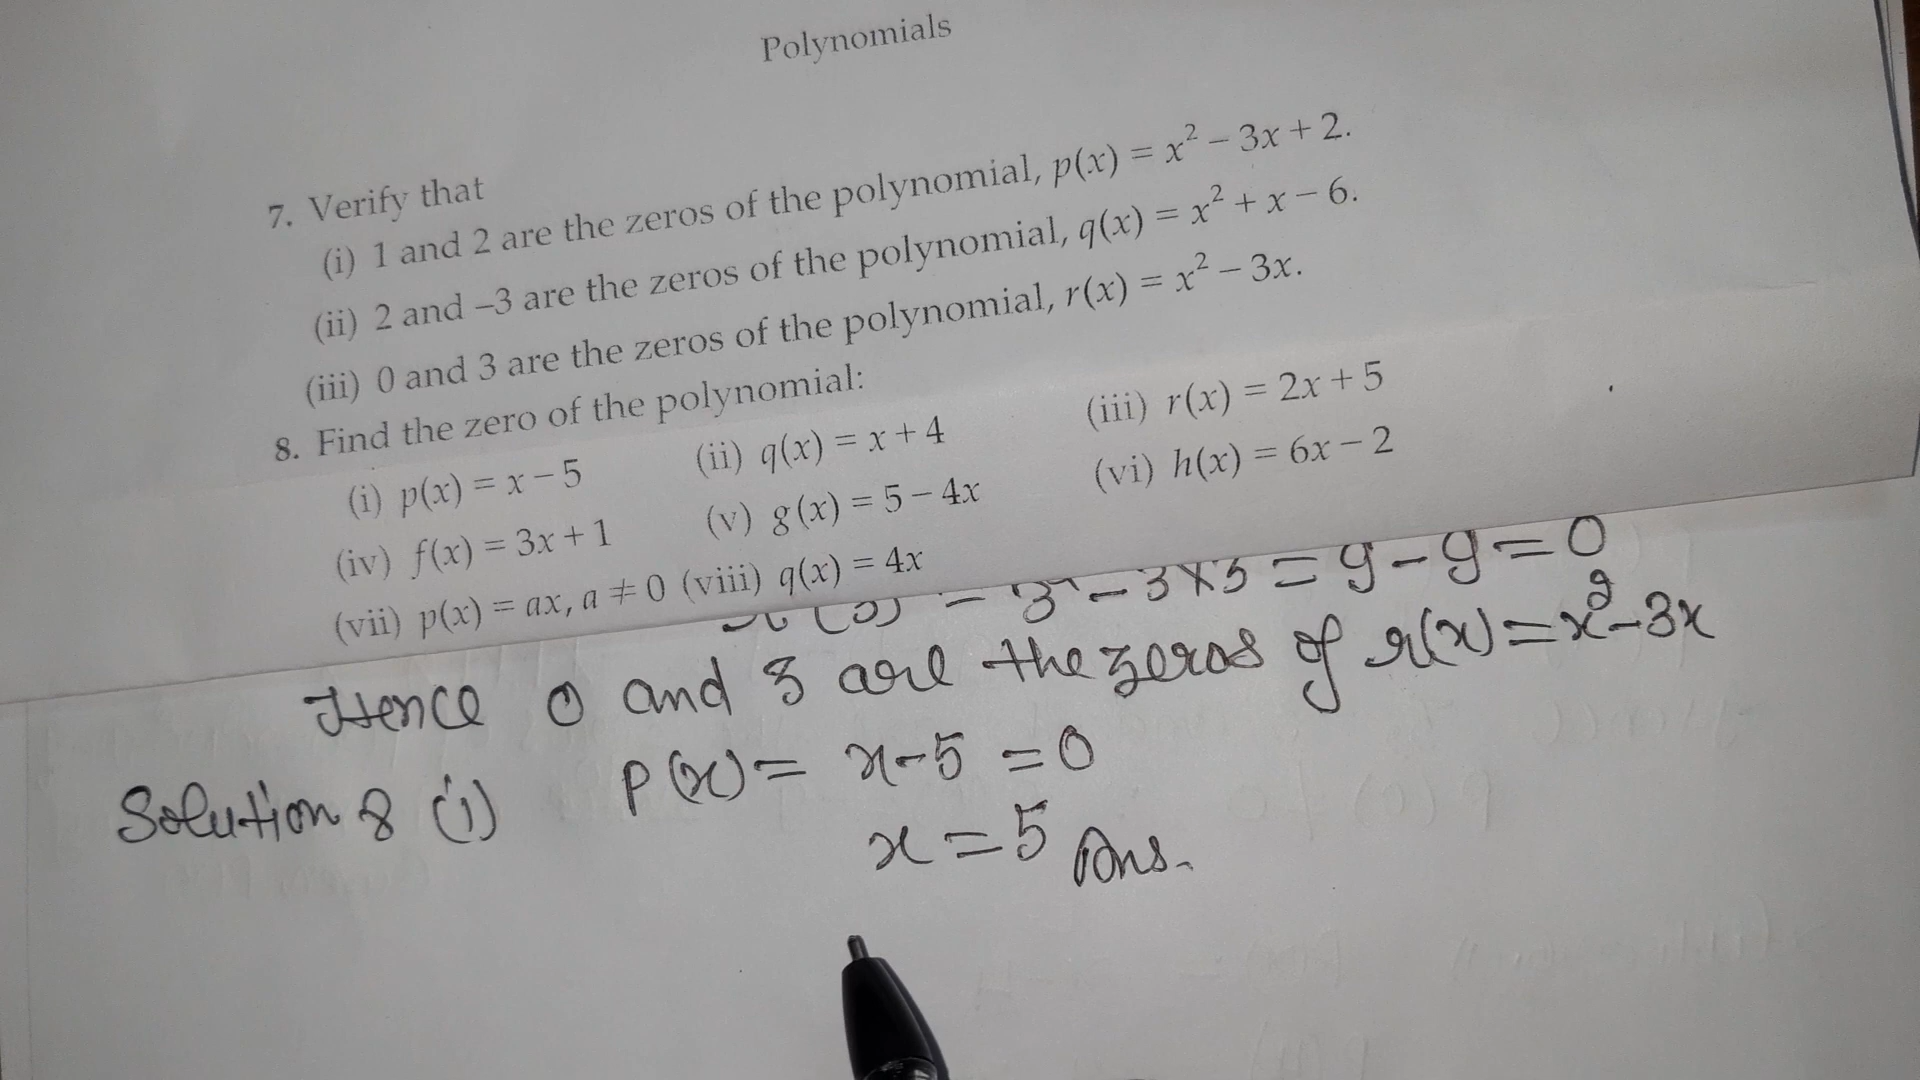 Polynomials
7. Verify that
(i) 1 and 2 are the zeros of the polynomial, p(x) = x² – 3x + 2.
(ii) 2 and –3 are the zeros of the polynomial, q(x) = x² + x – 6.
(iii) 0 and 3 are the zeros of the polynomial, r(x) = x² – 3x.
8. Find the zero of the polynomial:
(i) p(x) = x – 5 (ii) q(x) = x + 4 (iii) r(x) = 2x + 5
(iv) f(x) = 3x + 1 (v) g(x) = 5 – 4x (vi) h(x) = 6x – 2
(vii) p(x) = ax, a ≠ 0 (viii) q(x) = 4x
– 3×3 = 9 – 9 = 0
Hence 0 and 3 are the zeros of r(x) = x² – 3x
Solution 8 (i) P(x) = x – 5 = 0
x = 5 Ans.